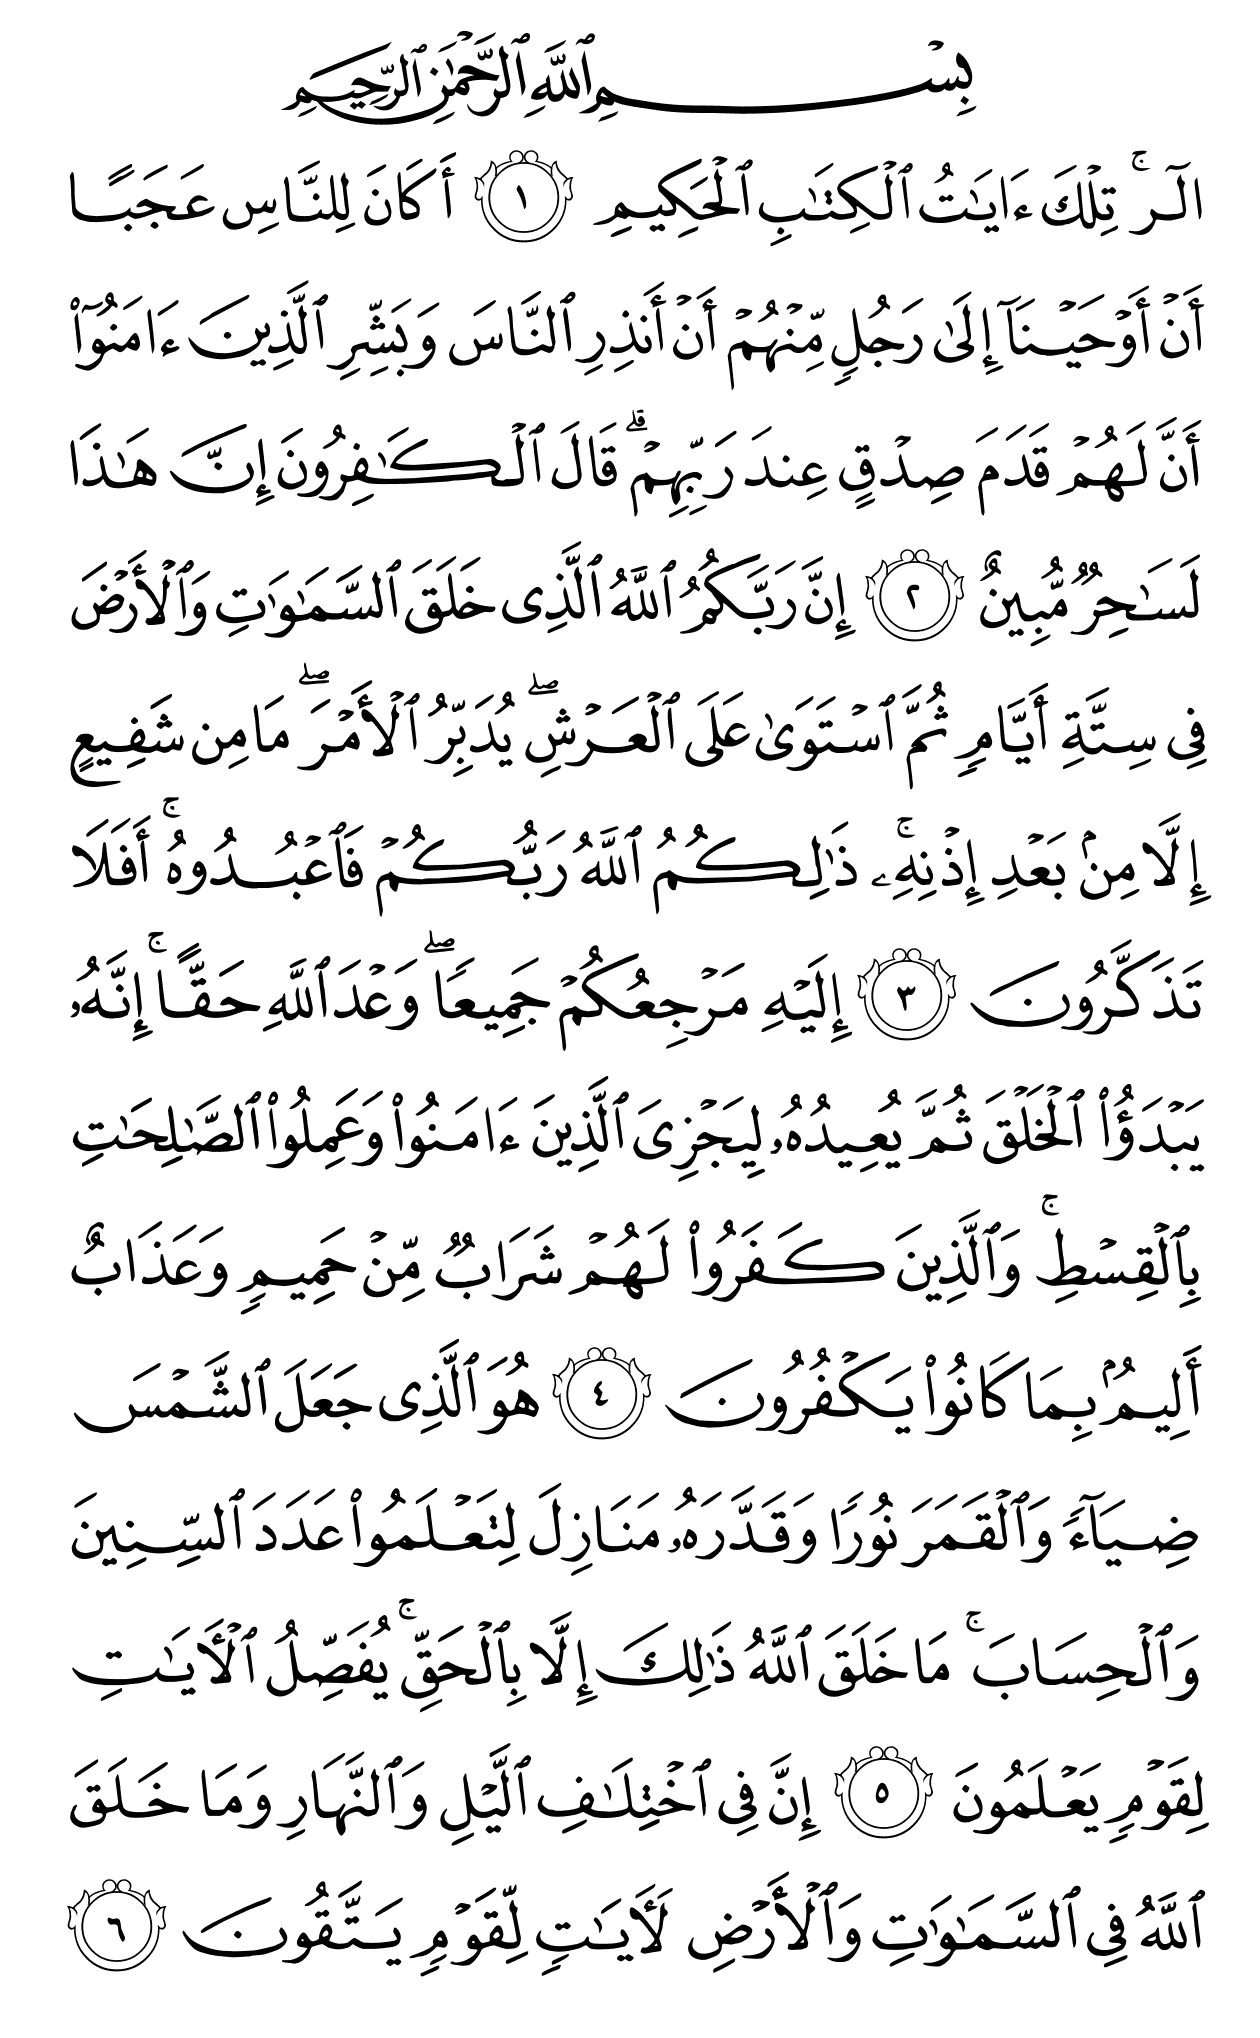 بِسۡمِ ٱللَّهِ ٱلرَّحۡمَٰنِ ٱلرَّحِيمِ
الٓرۚ تِلۡكَ ءَايَٰتُ ٱلۡكِتَٰبِ ٱلۡحَكِيمِ ١ أَكَانَ لِلنَّاسِ عَجَبًا
أَنۡ أَوۡحَيۡنَآ إِلَىٰ رَجُلٖ مِّنۡهُمۡ أَنۡ أَنذِرِ ٱلنَّاسَ وَبَشِّرِ ٱلَّذِينَ ءَامَنُوٓاْ
أَنَّ لَهُمۡ قَدَمَ صِدۡقٍ عِندَ رَبِّهِمۡۗ قَالَ ٱلۡكَٰفِرُونَ إِنَّ هَٰذَا
لَسَٰحِرٞ مُّبِينٌ ٢ إِنَّ رَبَّكُمُ ٱللَّهُ ٱلَّذِى خَلَقَ ٱلسَّمَٰوَٰتِ وَٱلۡأَرۡضَ
فِى سِتَّةِ أَيَّامٖ ثُمَّ ٱسۡتَوَىٰ عَلَى ٱلۡعَرۡشِۖ يُدَبِّرُ ٱلۡأَمۡرَۖ مَا مِن شَفِيعٍ
إِلَّا مِنۢ بَعۡدِ إِذۡنِهِۦۚ ذَٰلِكُمُ ٱللَّهُ رَبُّكُمۡ فَٱعۡبُدُوهُۚ أَفَلَا
تَذَكَّرُونَ ٣ إِلَيۡهِ مَرۡجِعُكُمۡ جَمِيعٗاۖ وَعۡدَ ٱللَّهِ حَقًّاۚ إِنَّهُۥ
يَبۡدَؤُاْ ٱلۡخَلۡقَ ثُمَّ يُعِيدُهُۥ لِيَجۡزِىَ ٱلَّذِينَ ءَامَنُواْ وَعَمِلُواْ ٱلصَّٰلِحَٰتِ
بِٱلۡقِسۡطِۚ وَٱلَّذِينَ كَفَرُواْ لَهُمۡ شَرَابٞ مِّنۡ حَمِيمٖ وَعَذَابٌ
أَلِيمُۢ بِمَا كَانُواْ يَكۡفُرُونَ ٤ هُوَ ٱلَّذِى جَعَلَ ٱلشَّمۡسَ
ضِيَآءٗ وَٱلۡقَمَرَ نُورٗا وَقَدَّرَهُۥ مَنَازِلَ لِتَعۡلَمُواْ عَدَدَ ٱلسِّنِينَ
وَٱلۡحِسَابَۚ مَا خَلَقَ ٱللَّهُ ذَٰلِكَ إِلَّا بِٱلۡحَقِّۚ يُفَصِّلُ ٱلۡأٓيَٰتِ
لِقَوۡمٖ يَعۡلَمُونَ ٥ إِنَّ فِى ٱخۡتِلَٰفِ ٱلَّيۡلِ وَٱلنَّهَارِ وَمَا خَلَقَ
ٱللَّهُ فِى ٱلسَّمَٰوَٰتِ وَٱلۡأَرۡضِ لَأٓيَٰتٖ لِّقَوۡمٖ يَتَّقُونَ ٦